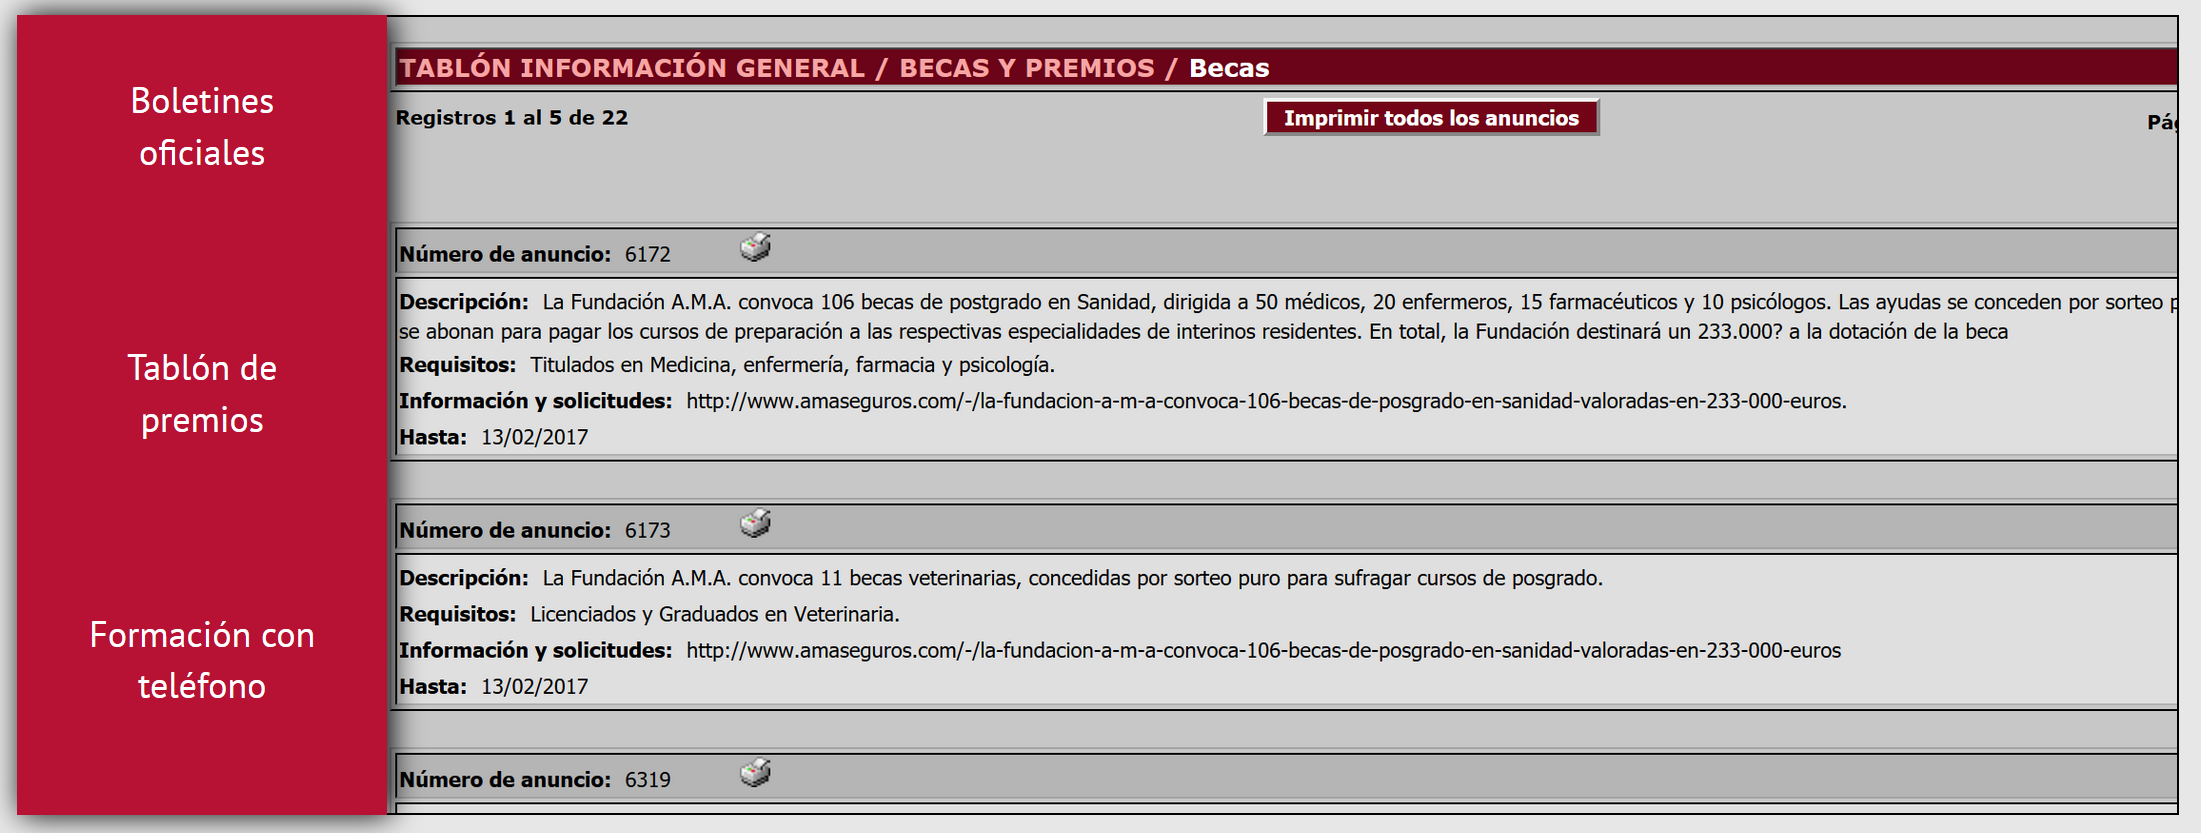 Boletines
oficiales
Tablón de
premios
Formación con
teléfono
TABLÓN INFORMACIÓN GENERAL / BECAS Y PREMIOS / Becas
Registros 1 al 5 de 22
Imprimir todos los anuncios
Número de anuncio: 6172
Descripción: La Fundación A.M.A. convoca 106 becas de postgrado en Sanidad, dirigida a 50 médicos, 20 enfermeros, 15 farmacéuticos y 10 psicólogos. Las ayudas se conceden por sorteo
se abonan para pagar los cursos de preparación a las respectivas especialidades de interinos residentes. En total, la Fundación destinará un 233.000? a la dotación de la beca
Requisitos: Titulados en Medicina, enfermería, farmacia y psicología.
Información y solicitudes: http://www.amaseguros.com/-/la-fundacion-a-m-a-convoca-106-becas-de-posgrado-en-sanidad-valoradas-en-233-000-euros.
Hasta: 13/02/2017
Número de anuncio: 6173
Descripción: La Fundación A.M.A. convoca 11 becas veterinarias, concedidas por sorteo puro para sufragar cursos de posgrado.
Requisitos: Licenciados y Graduados en Veterinaria.
Información y solicitudes: http://www.amaseguros.com/-/la-fundacion-a-m-a-convoca-106-becas-de-posgrado-en-sanidad-valoradas-en-233-000-euros
Hasta: 13/02/2017
Número de anuncio: 6319